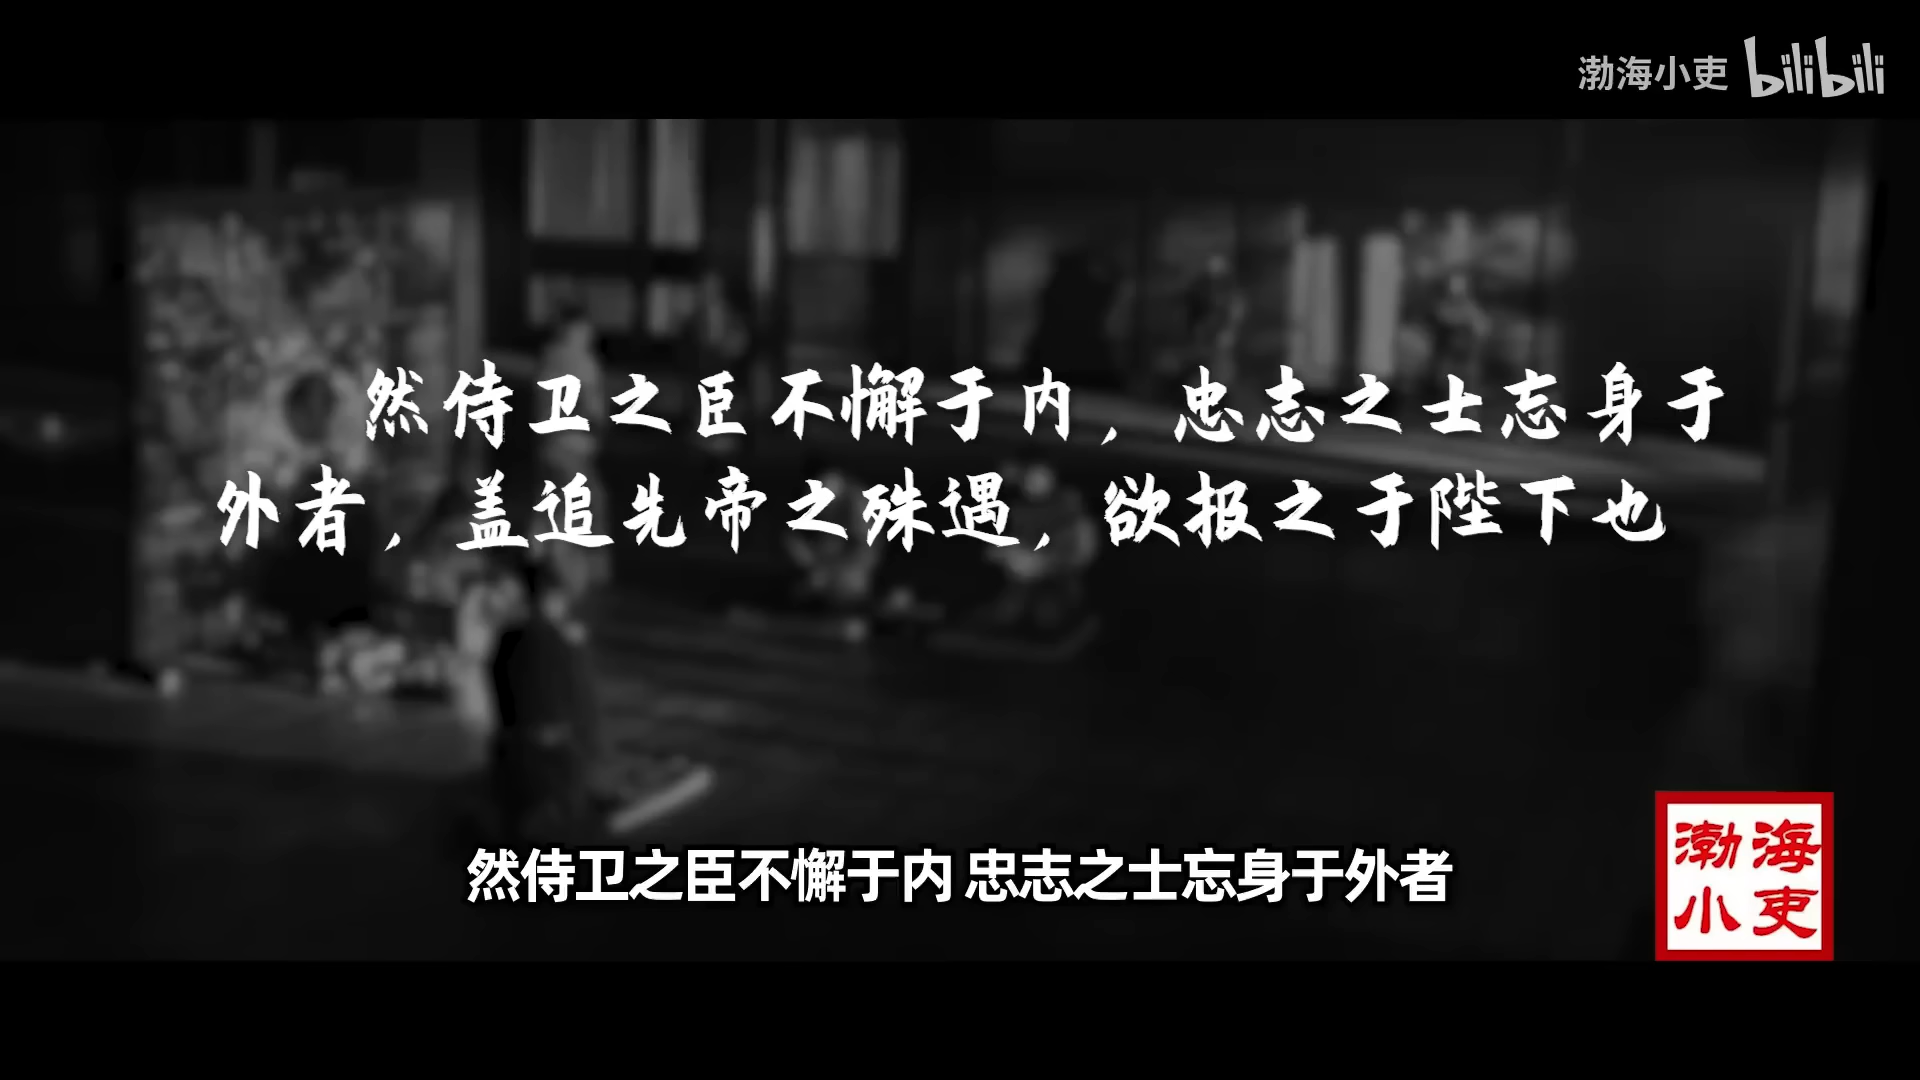 渤海小吏 bilibili
然侍卫之臣不懈于内，忠志之士忘身于
外者，盖追先帝之殊遇，欲报之于陛下也
然侍卫之臣不懈于内 忠志之士忘身于外者
渤海
小吏